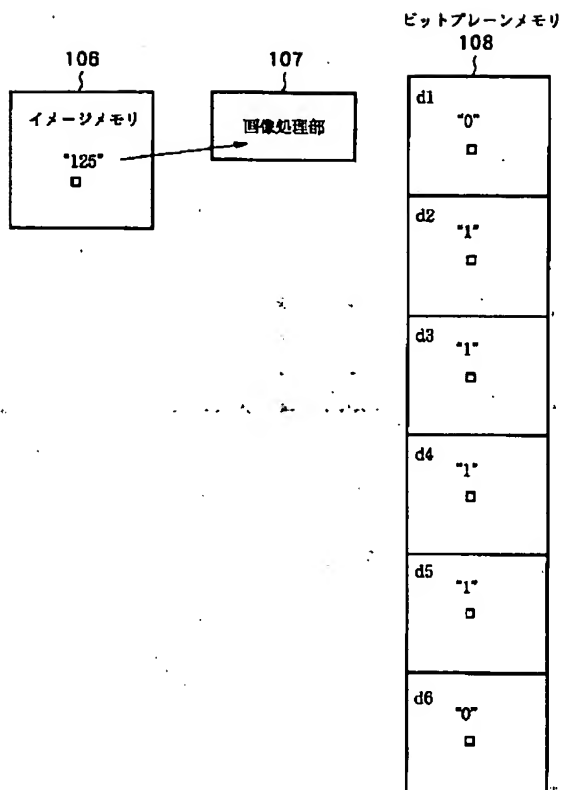 ビットプレーンメモリ
106
107
108
イメージメモリ
画像処理部
"125"
d1
"0"
d2
"1"
d3
"1"
d4
"1"
d5
"1"
d6
"0"